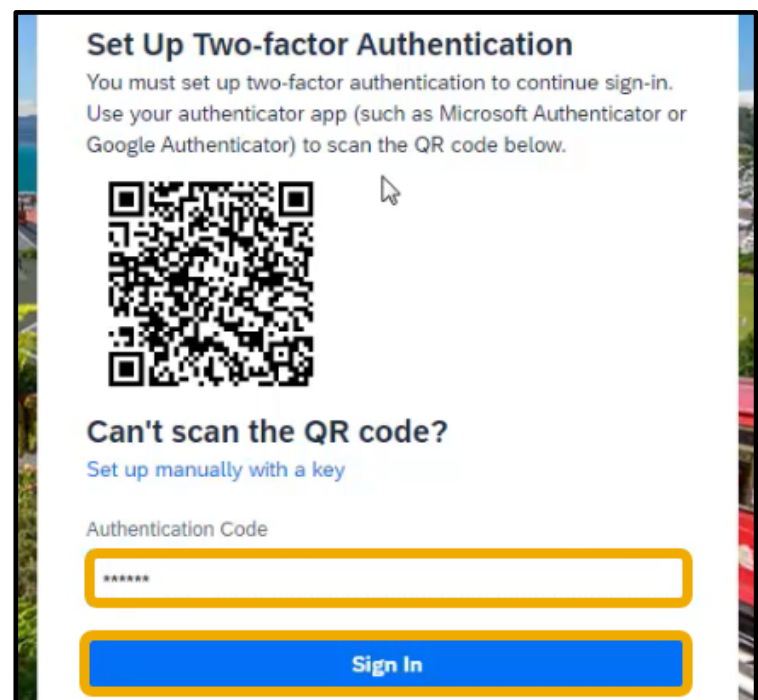 Set Up Two-factor Authentication
You must set up two-factor authentication to continue sign-in.
Use your authenticator app (such as Microsoft Authenticator or
Google Authenticator) to scan the QR code below.
Can't scan the QR code?
Set up manually with a key
Authentication Code
******
Sign In